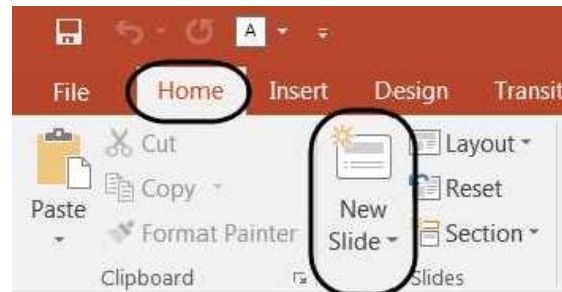 A
File Home Insert Design Transit
Cut
Copy
Paste
Format Painter
Clipboard
New
Slide
Layout
Reset
Section
Slides